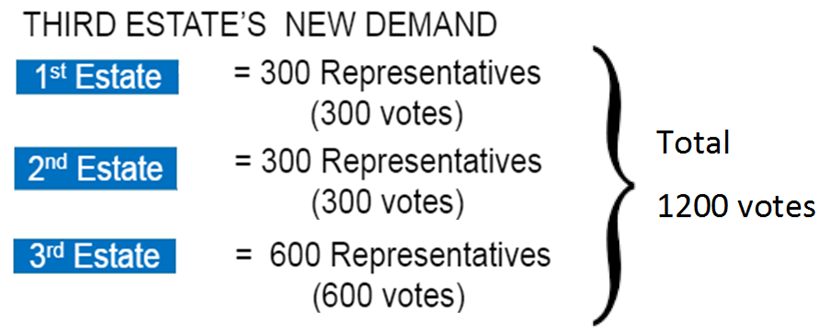 THIRD ESTATE'S NEW DEMAND
1st Estate = 300 Representatives
(300 votes)
2nd Estate = 300 Representatives
(300 votes)
3rd Estate = 600 Representatives
(600 votes)
Total
1200 votes